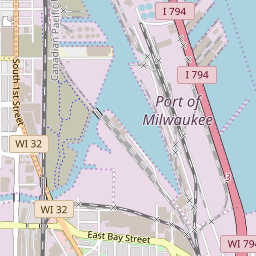 I 794
I 794
Canadian Pacific
South 1st Street
Port of
Milwaukee
WI 32
3
WI 32
East Bay Street
WI 794